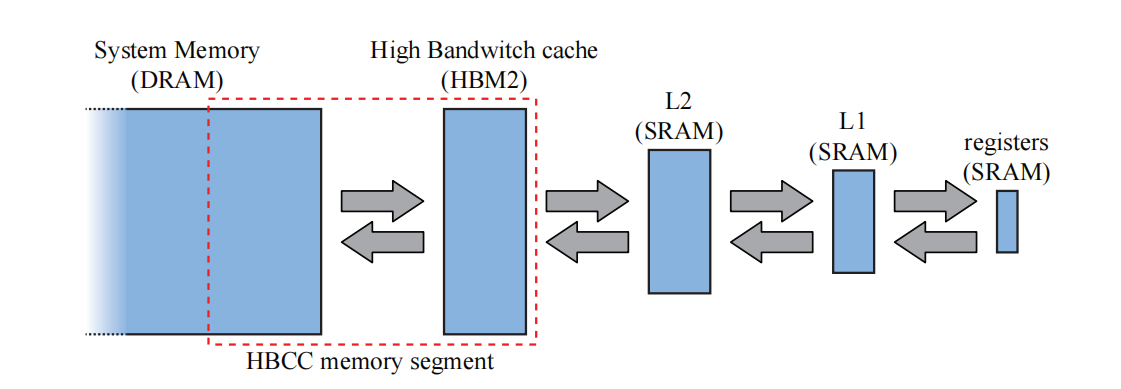 System Memory
(DRAM)
High Bandwitch cache
(HBM2)
L2
(SRAM)
L1
(SRAM)
registers
(SRAM)
HBCC memory segment